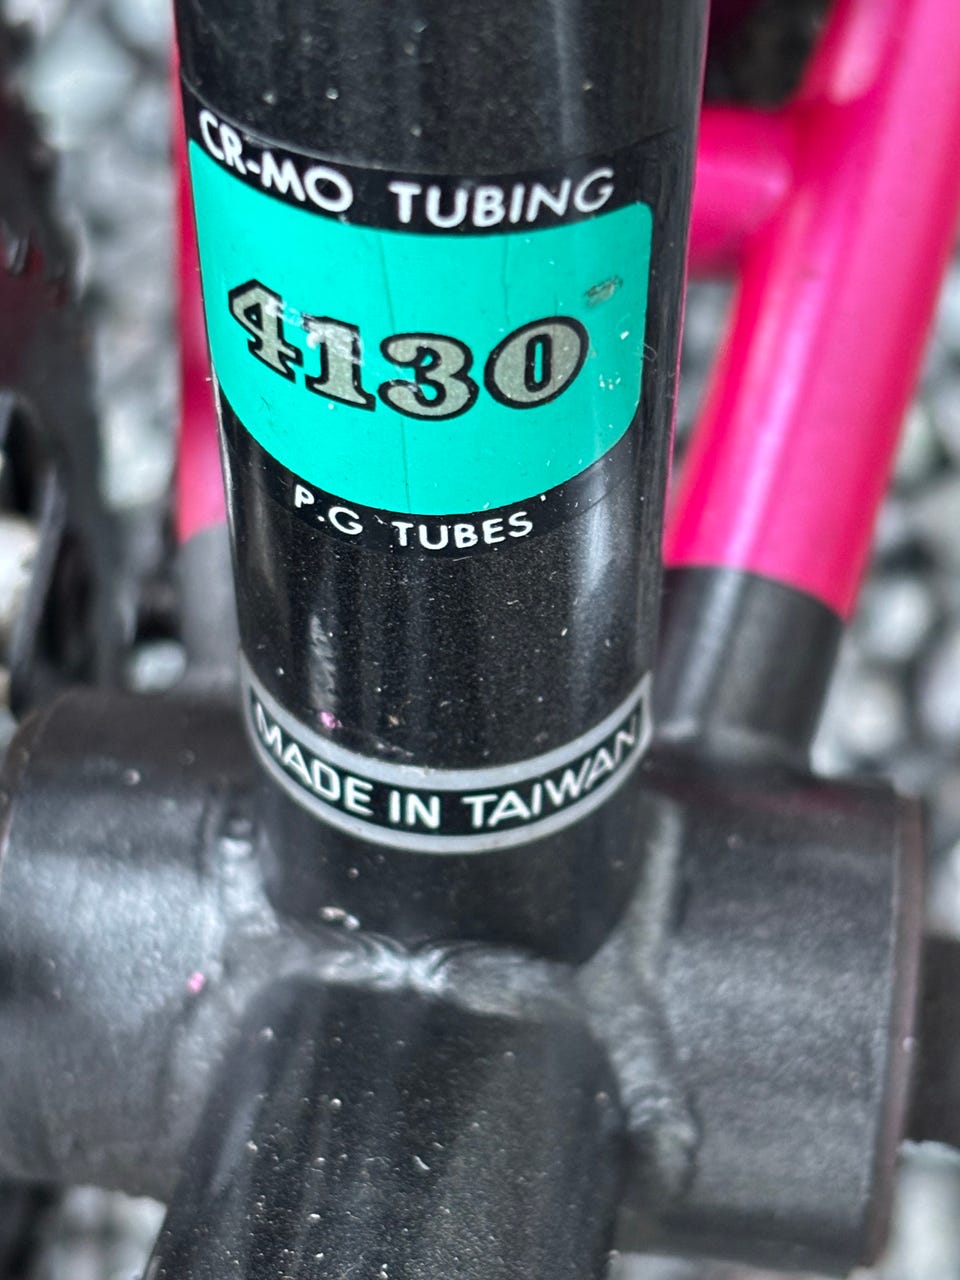 CR-MO TUBING
4130
P.G TUBES
MADE IN TAIWAN